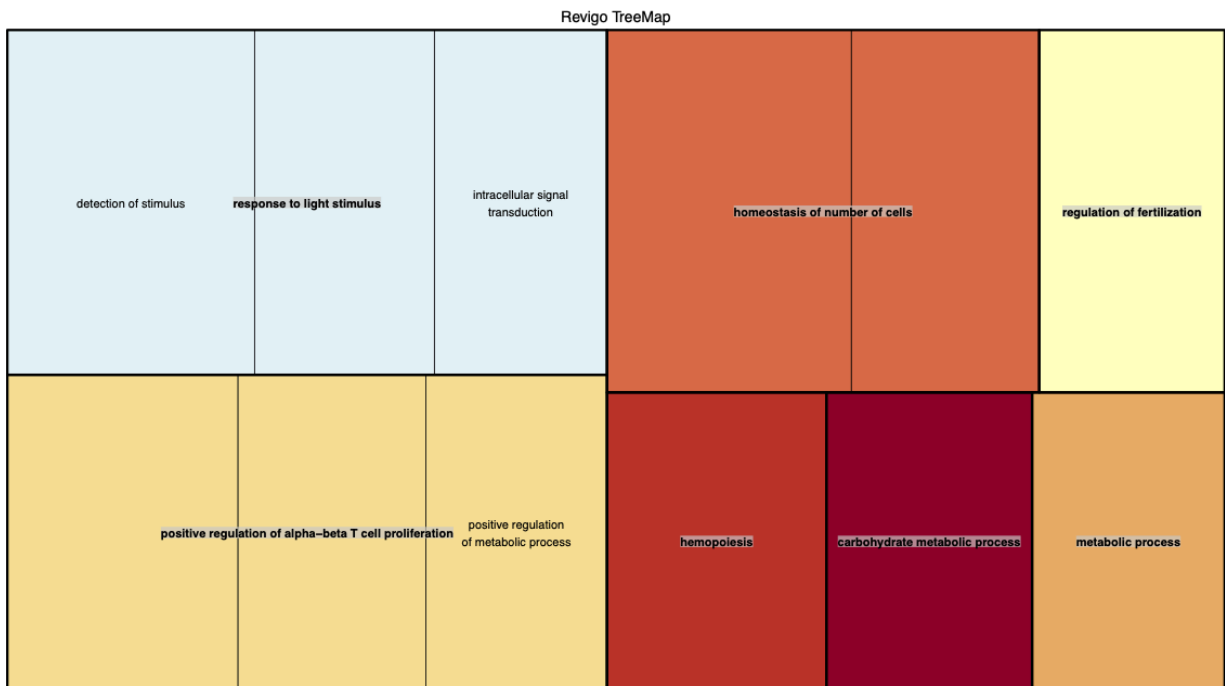 Revigo TreeMap
detection of stimulus
response to light stimulus
intracellular signal
transduction
homeostasis of number of cells
regulation of fertilization
positive regulation of alpha−beta T cell proliferation
positive regulation
of metabolic process
hemopoiesis
carbohydrate metabolic process
metabolic process